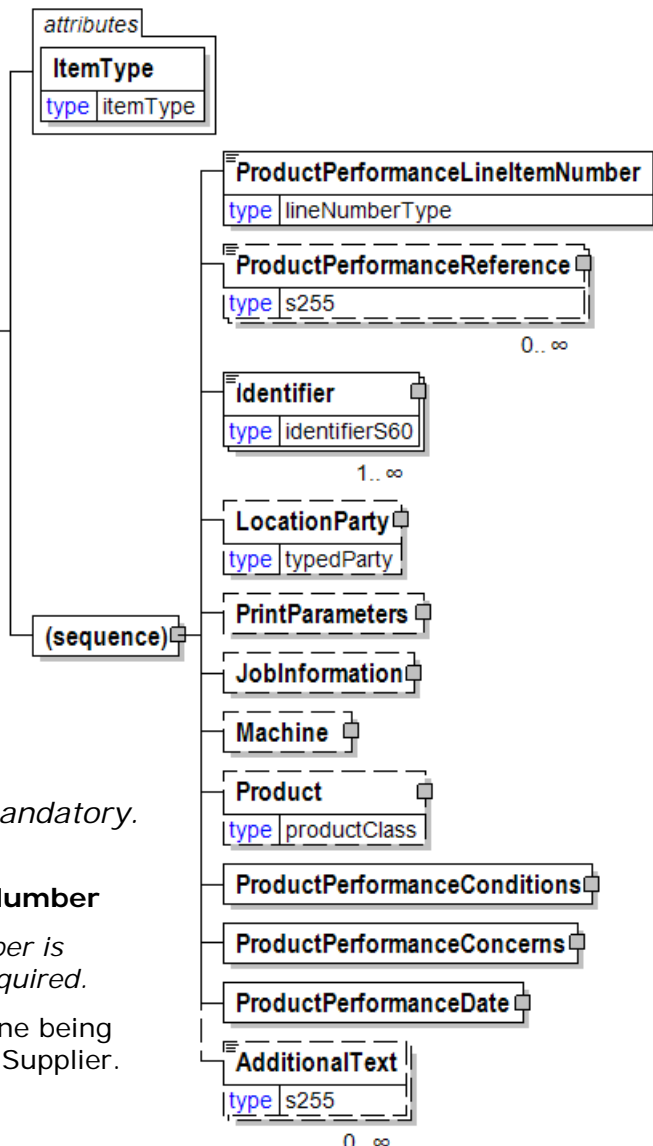 attributes
ItemType
type itemType
ProductPerformanceLineItemNumber
type lineNumberType
ProductPerformanceReference
type s255
0.. ∞
Identifier
type identifierS60
1.. ∞
LocationParty
type typedParty
PrintParameters
(sequence)
JobInformation
Machine
Product
type productClass
andatory.
ProductPerformanceConditions
ProductPerformanceConcerns
ProductPerformanceDate
AdditionalText
type s255
0.. ∞
umber
er is
quired.
ne being
Supplier.